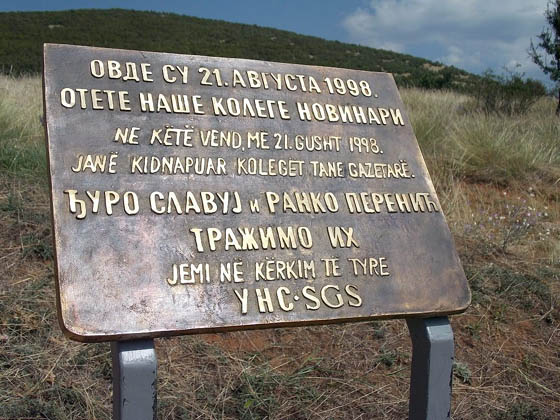 ОВДЕ СУ 21. АВГУСТА 1998.
ОТЕТЕ НАШЕ КОЛЕГЕ НОВИНАРИ
NE KËTË VEND, ME 21. GUSHT 1998.
JANË KIDNAPUAR KOLEGET TANE GAZETARË.
ЂУРО СЛАВУЈ и РАНКО ПЕРЕНИЋ
ТРАЖИМО ИХ
JEMI NË KËRKIM TË TYRE
УНС·SGS